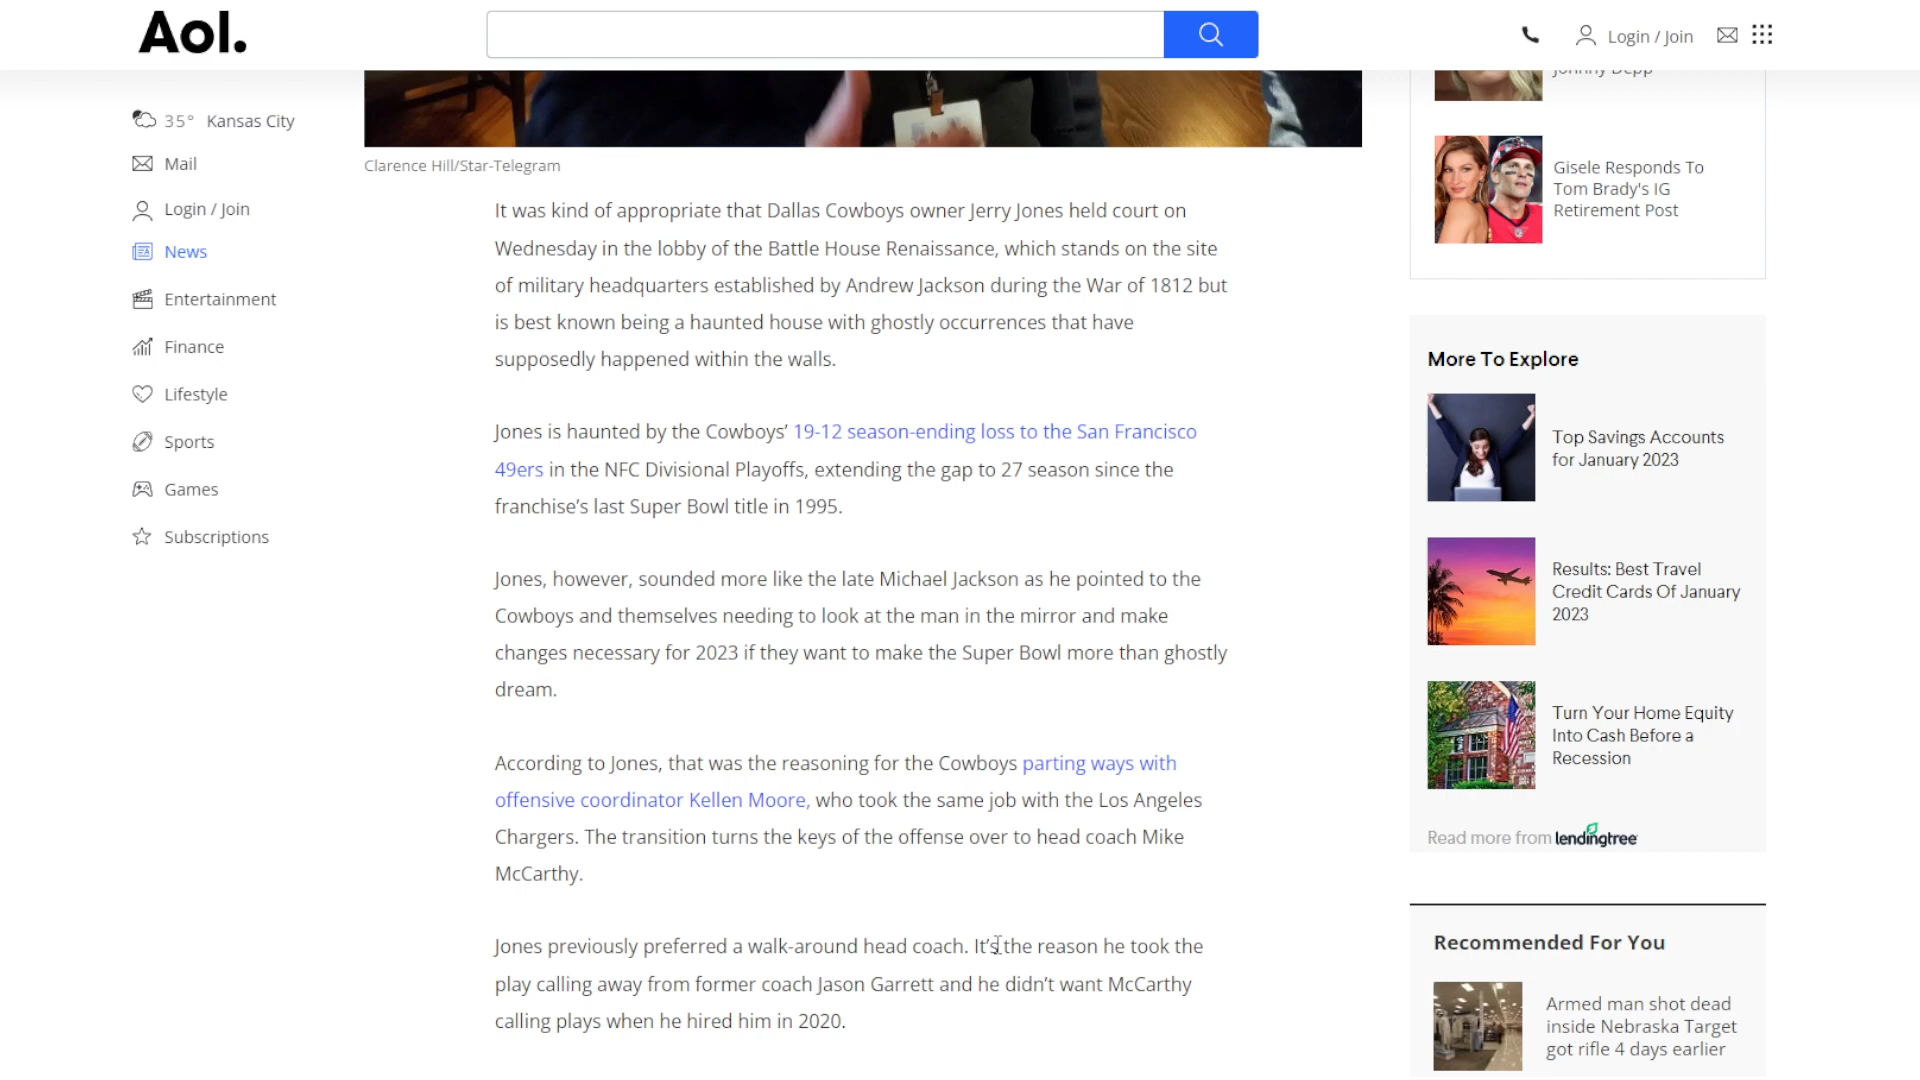 Aol.
Login / Join
35° Kansas City
Mail
Login / Join
News
Entertainment
Finance
Lifestyle
Sports
Games
Subscriptions
Clarence Hill/Star-Telegram
It was kind of appropriate that Dallas Cowboys owner Jerry Jones held court on
Wednesday in the lobby of the Battle House Renaissance, which stands on the site
of military headquarters established by Andrew Jackson during the War of 1812 but
is best known being a haunted house with ghostly occurrences that have
supposedly happened within the walls.
Jones is haunted by the Cowboys’ 19-12 season-ending loss to the San Francisco
49ers in the NFC Divisional Playoffs, extending the gap to 27 season since the
franchise’s last Super Bowl title in 1995.
Jones, however, sounded more like the late Michael Jackson as he pointed to the
Cowboys and themselves needing to look at the man in the mirror and make
changes necessary for 2023 if they want to make the Super Bowl more than ghostly
dream.
According to Jones, that was the reasoning for the Cowboys parting ways with
offensive coordinator Kellen Moore, who took the same job with the Los Angeles
Chargers. The transition turns the keys of the offense over to head coach Mike
McCarthy.
Jones previously preferred a walk-around head coach. It’s the reason he took the
play calling away from former coach Jason Garrett and he didn’t want McCarthy
calling plays when he hired him in 2020.
Johnny Depp
Gisele Responds To
Tom Brady's IG
Retirement Post
More To Explore
Top Savings Accounts
for January 2023
Results: Best Travel
Credit Cards Of January
2023
Turn Your Home Equity
Into Cash Before a
Recession
Read more from lendingtree
Recommended For You
Armed man shot dead
inside Nebraska Target
got rifle 4 days earlier